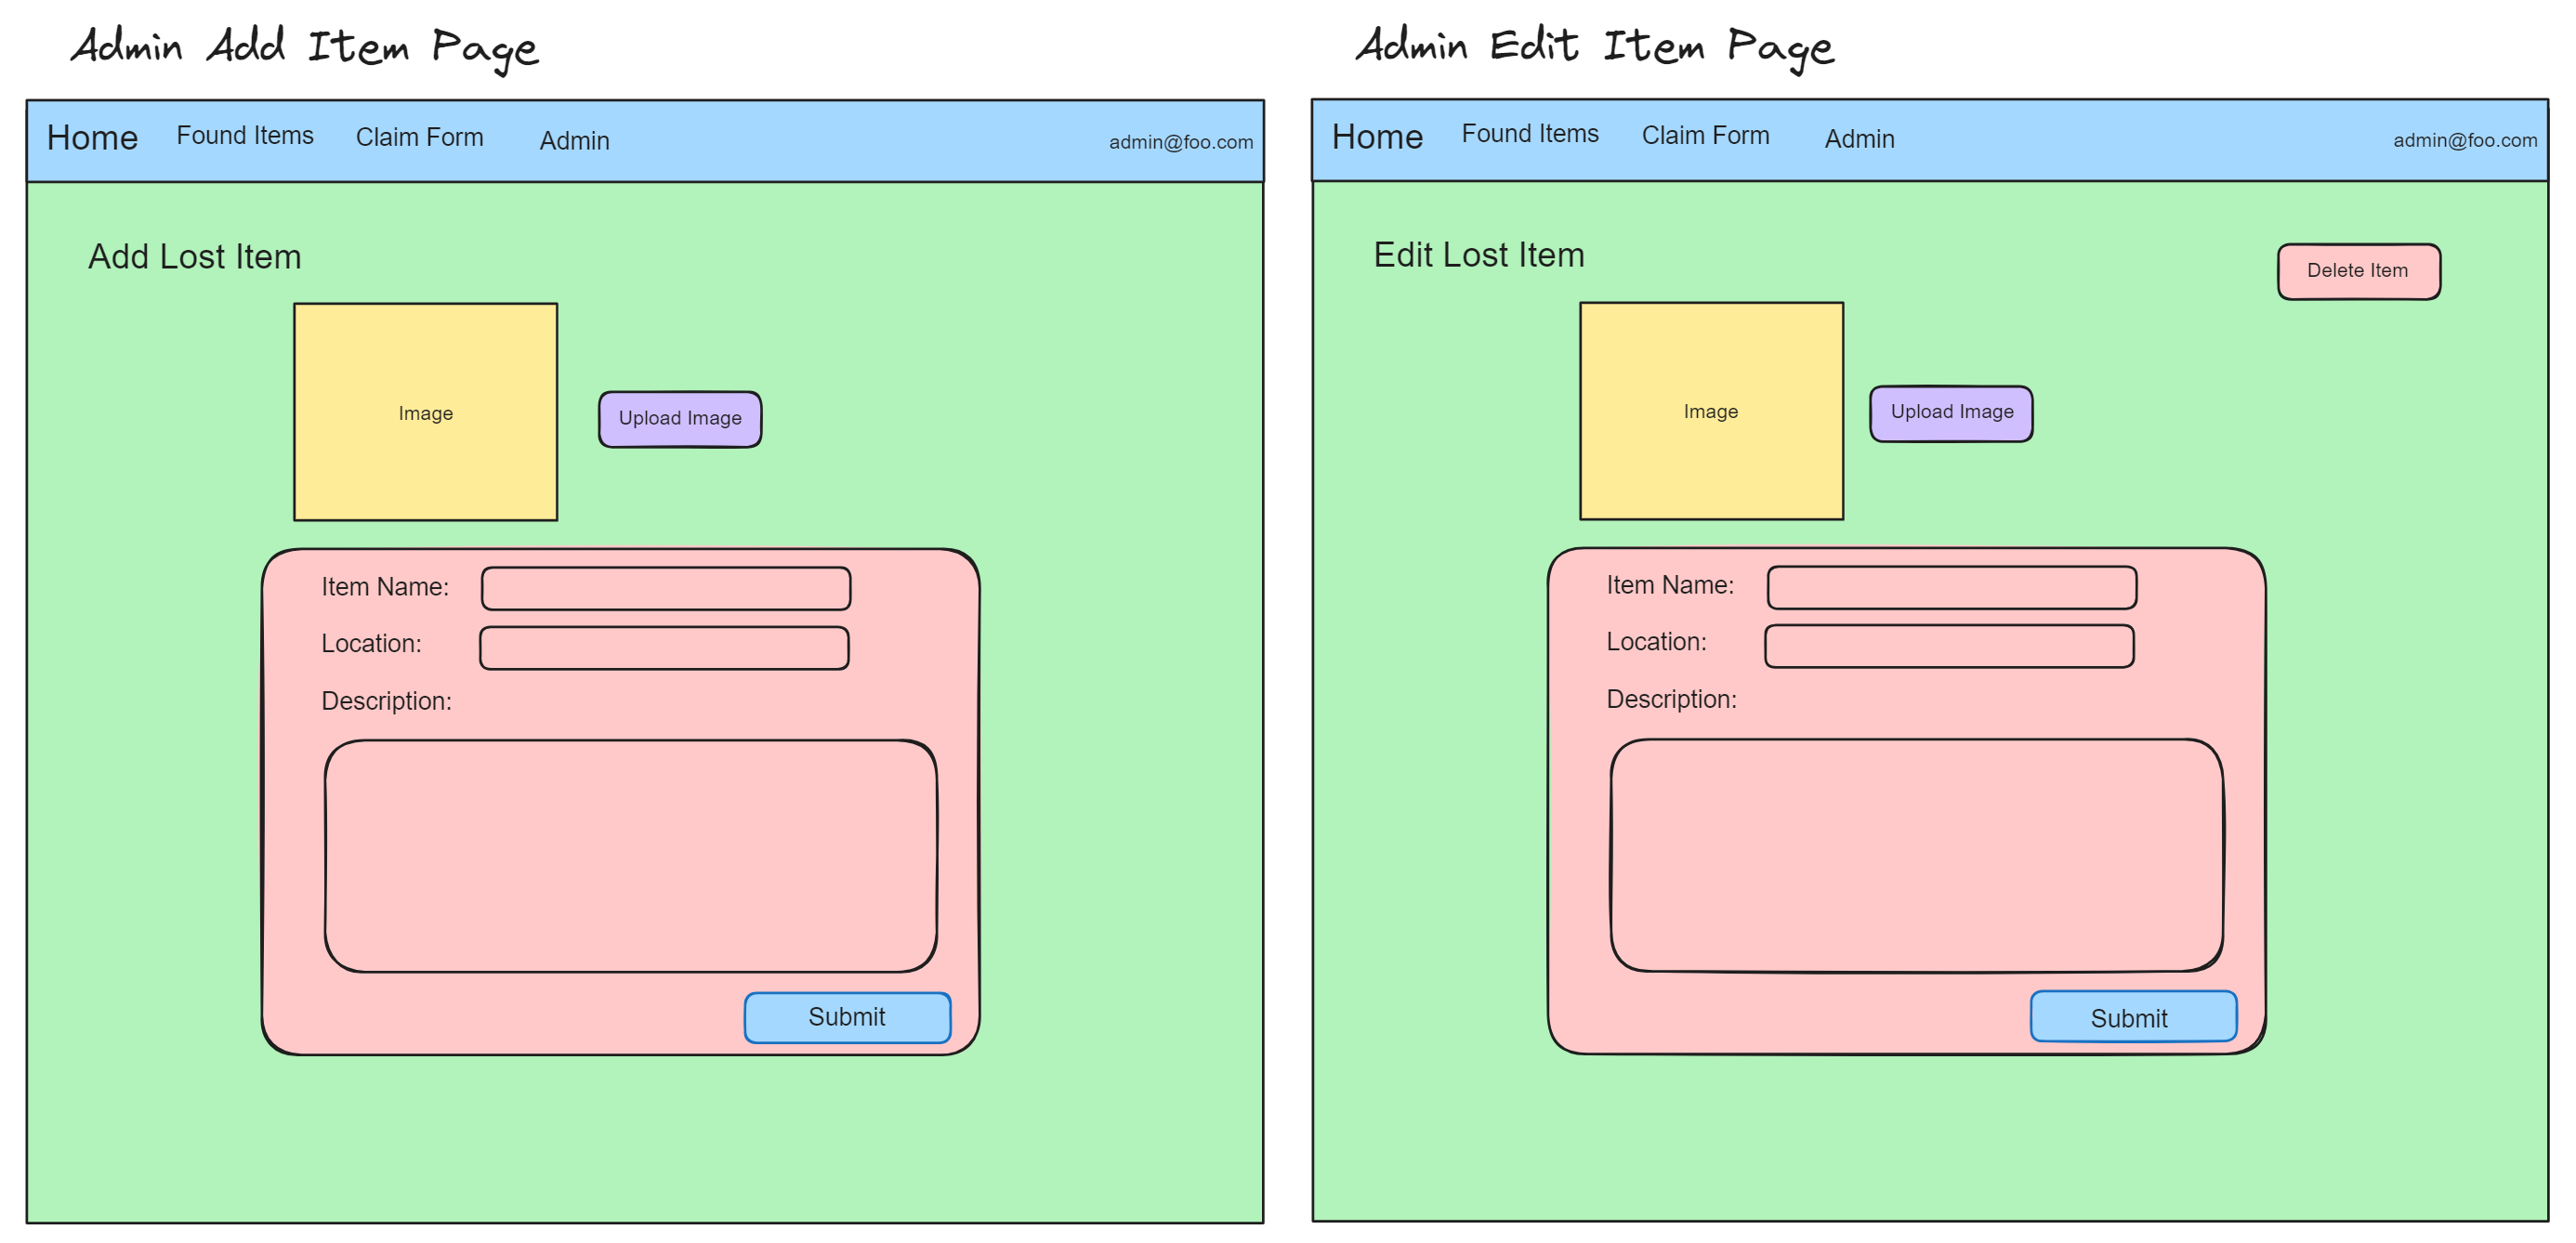 Admin Add Item Page
Home Found Items Claim Form Admin admin@foo.com
Add Lost Item
Image
Upload Image
Item Name:
Location:
Description:
Submit
Admin Edit Item Page
Home Found Items Claim Form Admin admin@foo.com
Edit Lost Item
Delete Item
Image
Upload Image
Item Name:
Location:
Description:
Submit